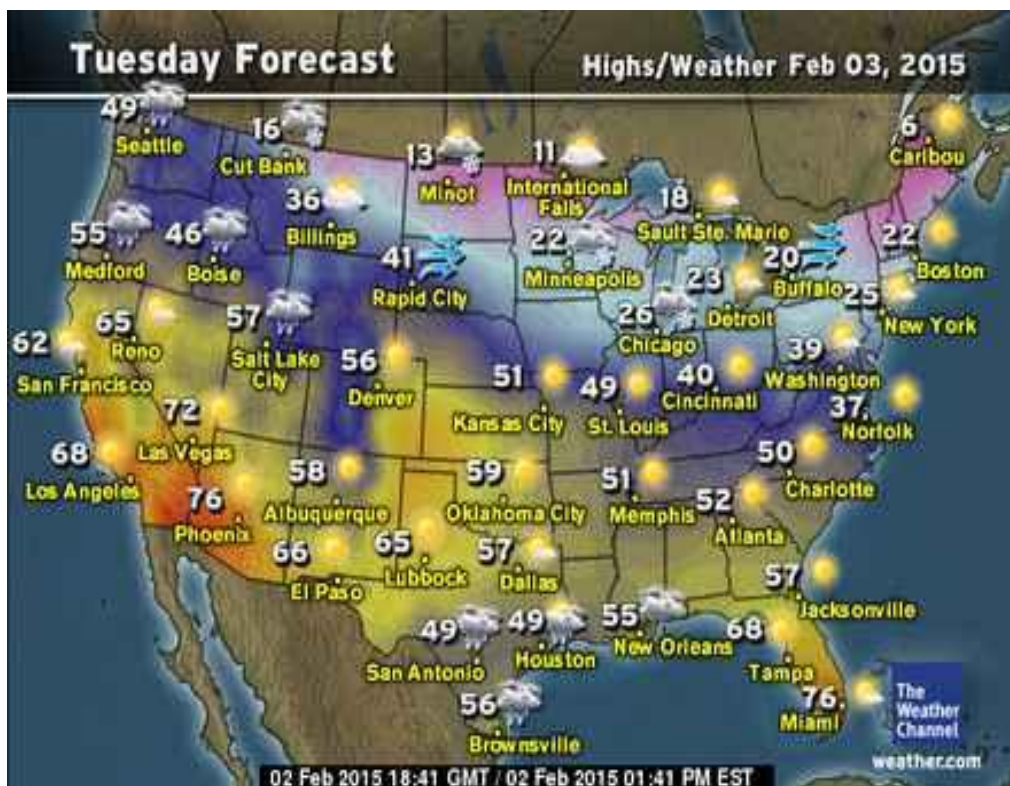 Tuesday Forecast
Highs/Weather Feb 03, 2015
49
Seattle
16
Cut Bank
13
Minot
11
International
Falls
6
Caribou
36
Billings
18
Sault Ste. Marie
55
Medford
46
Boise
41
Rapid City
22
Minneapolis
20
Buffalo
22
Boston
23
Detroit
25
New York
62
San Francisco
65
Reno
57
Salt Lake
City
56
Denver
26
Chicago
39
Washington
51
Kansas City
49
St. Louis
40
Cincinnati
37
Norfolk
72
Las Vegas
68
Los Angeles
76
Phoenix
58
Albuquerque
59
Oklahoma City
51
Memphis
50
Charlotte
52
Atlanta
66
El Paso
65
Lubbock
57
Dallas
57
Jacksonville
49
San Antonio
49
Houston
55
New Orleans
68
Tampa
56
Brownsville
76
Miami
The
Weather
Channel
weather.com
02 Feb 2015 18:41 GMT / 02 Feb 2015 01:41 PM EST